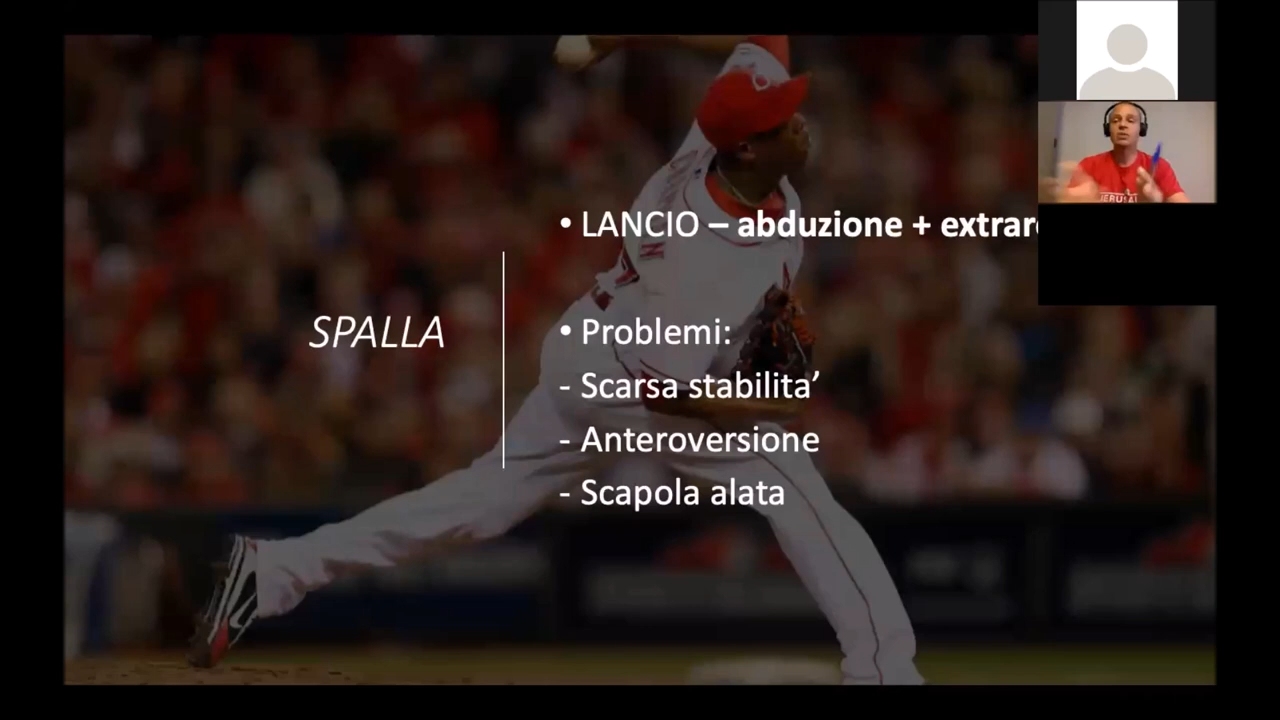 SPALLA
• LANCIO – abduzione + extrar
• Problemi:
- Scarsa stabilita’
- Anteroversione
- Scapola alata